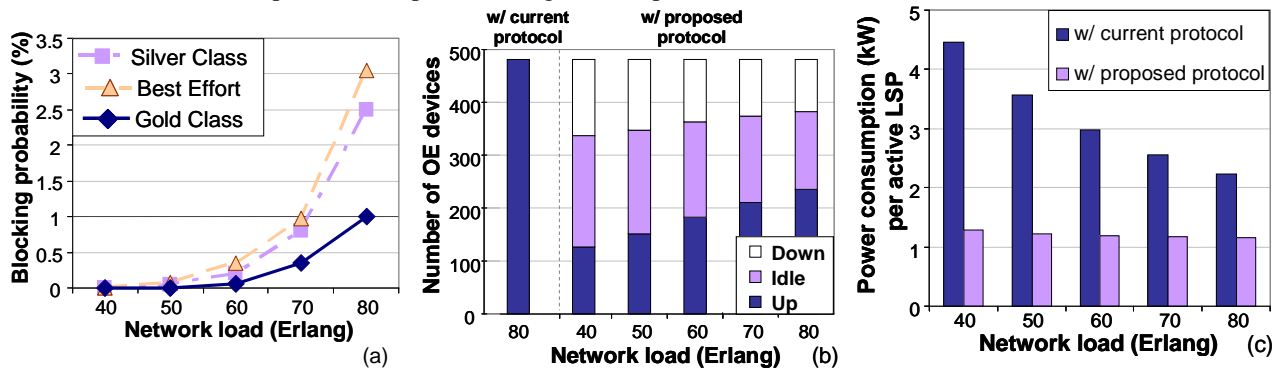 Blocking probability (%)
3.5
3
2.5
2
1.5
1
0.5
0
Silver Class
Best Effort
Gold Class
40 50 60 70 80
Network load (Erlang)
(a)
w/ current protocol
w/ proposed protocol
Number of OE devices
500
400
300
200
100
0
Down
Idle
Up
80 40 50 60 70 80
Network load (Erlang)
(b)
Power consumption (kW) per active LSP
5
4
3
2
1
0
w/ current protocol
w/ proposed protocol
40 50 60 70 80
Network load (Erlang)
(c)